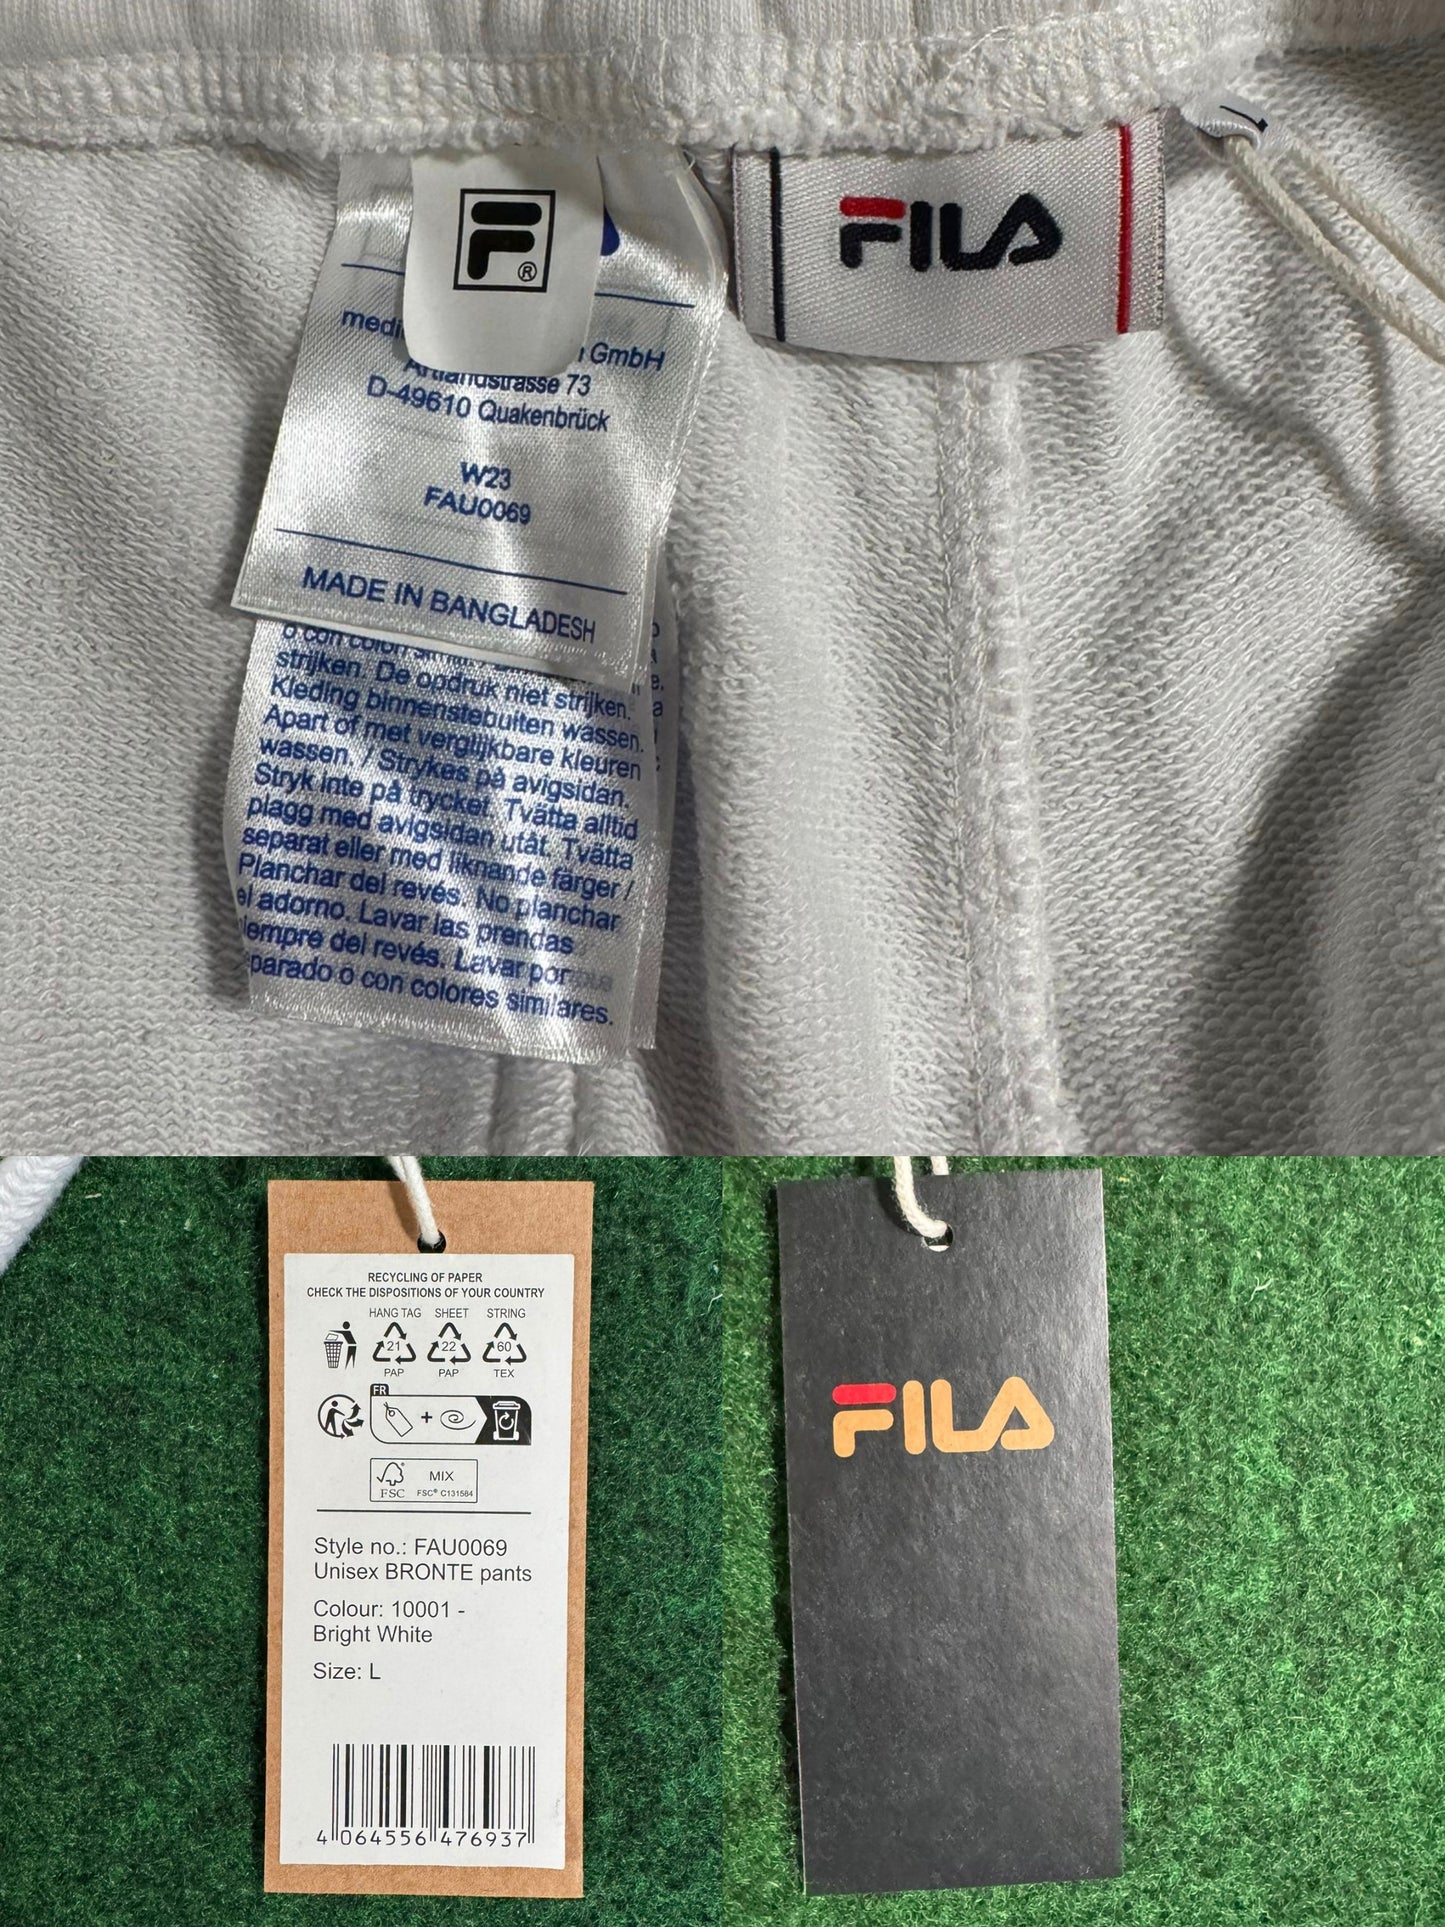 FILA
F®
GmbH
Artlandstrasse 73
D-49610 Quakenbrück
W23
FAU0069
MADE IN BANGLADESH
strijken. De opdruk niet strijken.
Kleding binnenstebuiten wassen.
Apart of met verglijkbare kleuren
wassen. / Strykes på avigsidan.
Stryk inte på trycket. Tvätta alltid
plagg med avigsidan utåt. Tvätta
separat eller med liknande färger /
Planchar del revés. No planchar
el adorno. Lavar las prendas
iempre del revés. Lavar por
parado o con colores similares.
RECYCLING OF PAPER
CHECK THE DISPOSITIONS OF YOUR COUNTRY
HANG TAG SHEET STRING
21 22 60
PAP PAP TEX
FR
+
FSC MIX
FSC® C131584
Style no.: FAU0069
Unisex BRONTE pants
Colour: 10001 -
Bright White
Size: L
4 064556 476937
FILA